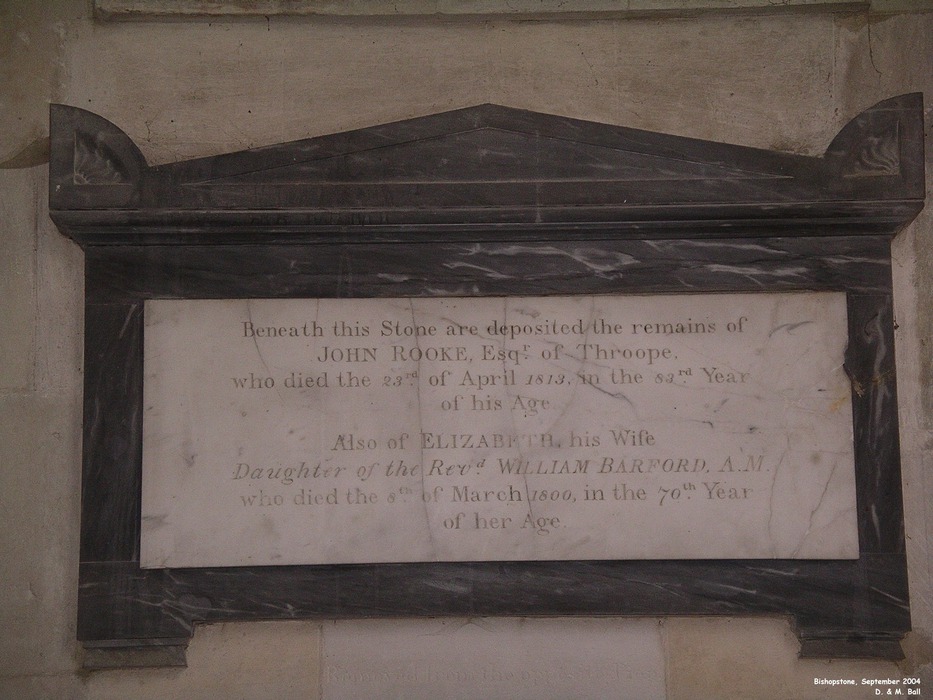 Beneath this Stone are deposited the remains of
JOHN ROOKE, Esqr. of Throope,
who died the 23rd of April 1813, in the 83rd Year
of his Age.
Also of ELIZABETH, his Wife
Daughter of the Revd. WILLIAM BARFORD, A.M.
who died the 8th of March 1800, in the 70th Year
of her Age.
Bishopstone, September 2004
D. & M. Ball